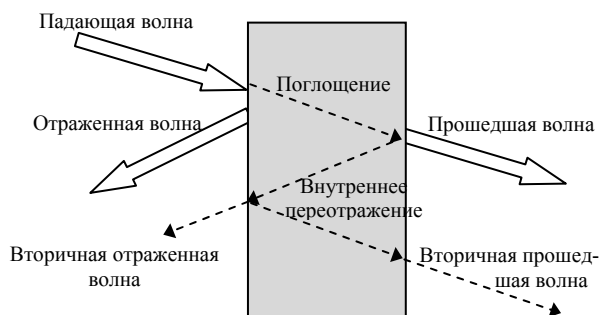 Падающая волна
Поглощение
Отраженная волна
Прошедшая волна
Внутреннее
переотражение
Вторичная отраженная
волна
Вторичная прошед-
шая волна